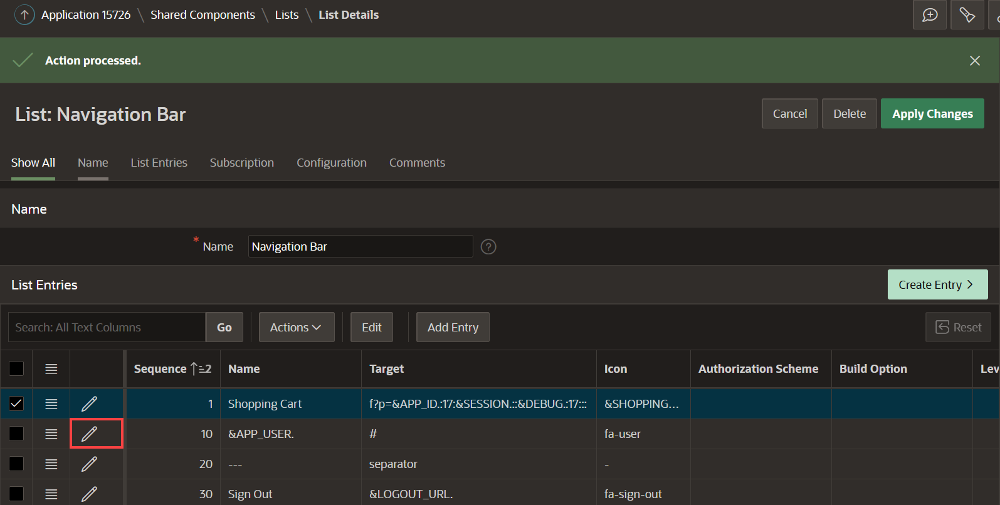 Application 15726 \ Shared Components \ Lists \ List Details
Action processed.
List: Navigation Bar
Cancel Delete Apply Changes
Show All Name List Entries Subscription Configuration Comments
Name
* Name Navigation Bar ?
List Entries Create Entry >
Search: All Text Columns Go Actions Edit Add Entry Reset
Sequence 2 Name Target Icon Authorization Scheme Build Option Lev
1 Shopping Cart f?p=&APP_ID.:17:&SESSION.::&DEBUG.:17::: &SHOPPING...
10 &APP_USER. # fa-user
20 --- separator -
30 Sign Out &LOGOUT_URL. fa-sign-out